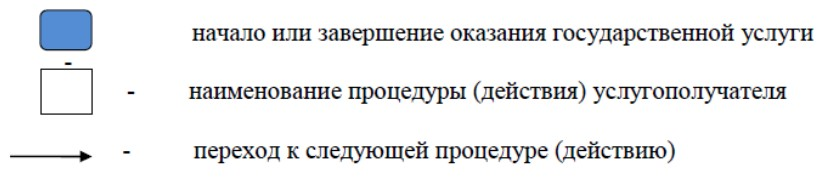 начало или завершение оказания государственной услуги
-
- наименование процедуры (действия) услугополучателя
- переход к следующей процедуре (действию)